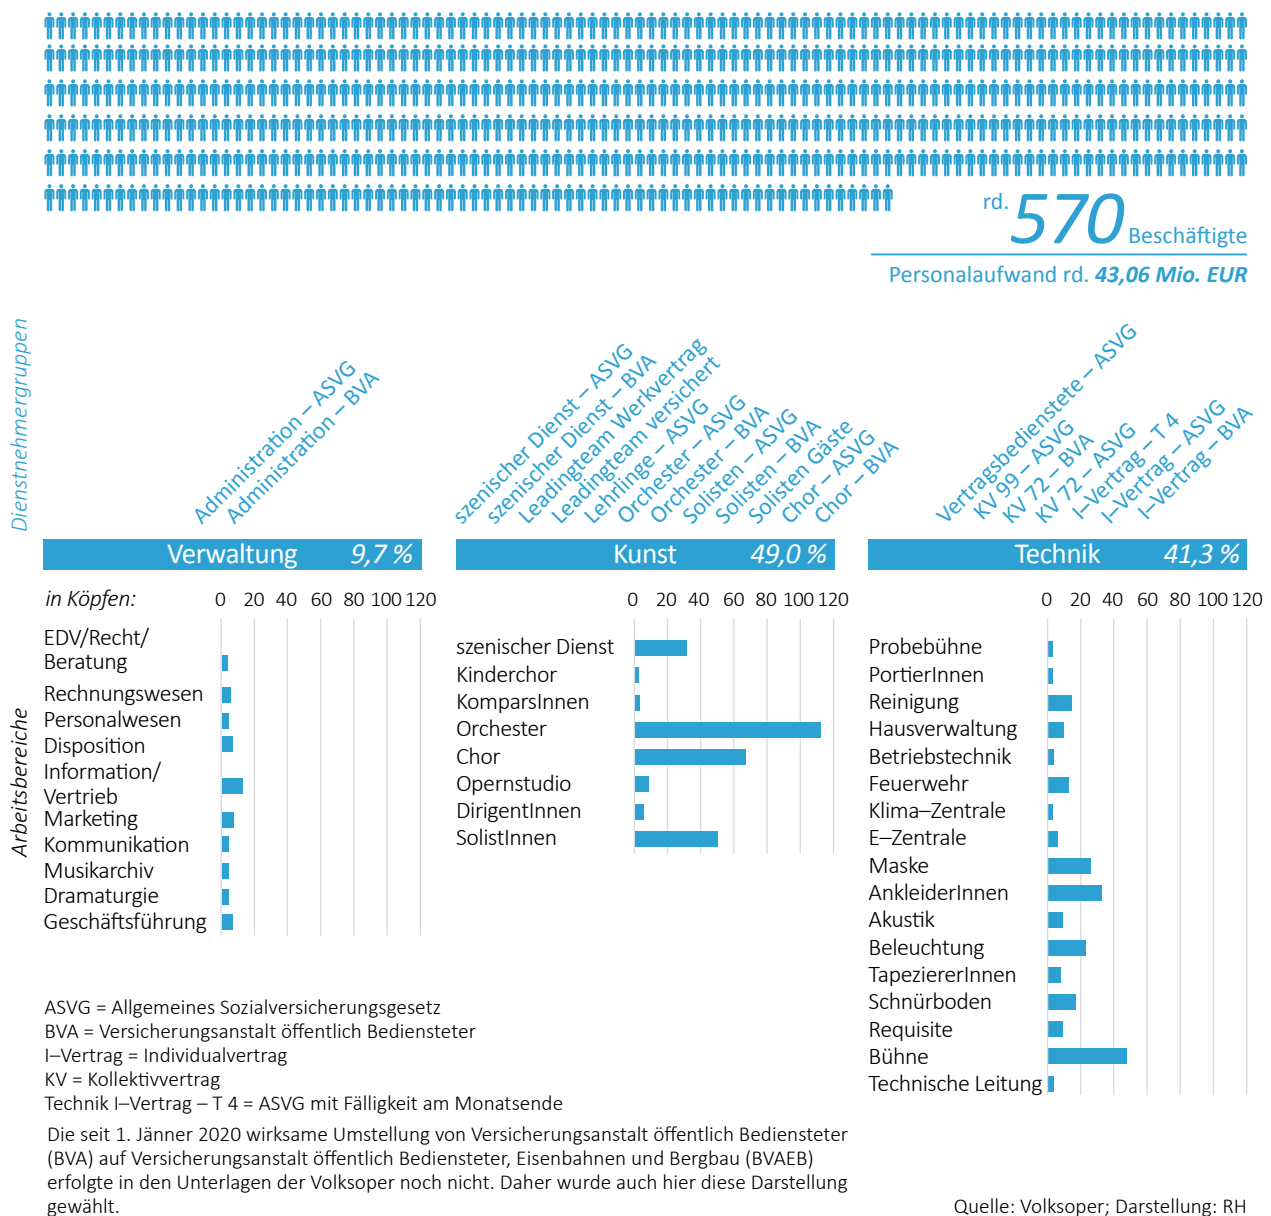 rd. 570 Beschäftigte
Personalaufwand rd. 43,06 Mio. EUR
Dienstnehmergruppen
Administration – ASVG
Administration – BVA
szenischer Dienst – ASVG
szenischer Dienst – BVA
Leadingteam Werkvertrag
Leadingteam versichert
Lehrlinge – ASVG
Orchester – ASVG
Orchester – BVA
Solisten – ASVG
Solisten – BVA
Solisten Gäste
Chor – ASVG
Chor – BVA
Vertragsbedienstete – ASVG
KV 99 – ASVG
KV 72 – BVA
KV 72 – ASVG
I–Vertrag – T 4
I–Vertrag – ASVG
I–Vertrag – BVA
Verwaltung 9,7 %
Kunst 49,0 %
Technik 41,3 %
Arbeitsbereiche
in Köpfen:
0 20 40 60 80 100 120
EDV/Recht/
Beratung
Rechnungswesen
Personalwesen
Disposition
Information/
Vertrieb
Marketing
Kommunikation
Musikarchiv
Dramaturgie
Geschäftsführung
0 20 40 60 80 100 120
szenischer Dienst
Kinderchor
KomparsInnen
Orchester
Chor
Opernstudio
DirigentInnen
SolistInnen
0 20 40 60 80 100 120
Probebühne
PortierInnen
Reinigung
Hausverwaltung
Betriebstechnik
Feuerwehr
Klima–Zentrale
E–Zentrale
Maske
AnkleiderInnen
Akustik
Beleuchtung
TapeziererInnen
Schnürboden
Requisite
Bühne
Technische Leitung
ASVG = Allgemeines Sozialversicherungsgesetz
BVA = Versicherungsanstalt öffentlich Bediensteter
I–Vertrag = Individualvertrag
KV = Kollektivvertrag
Technik I–Vertrag – T 4 = ASVG mit Fälligkeit am Monatsende
Die seit 1. Jänner 2020 wirksame Umstellung von Versicherungsanstalt öffentlich Bediensteter
(BVA) auf Versicherungsanstalt öffentlich Bediensteter, Eisenbahnen und Bergbau (BVAEB)
erfolgte in den Unterlagen der Volksoper noch nicht. Daher wurde auch hier diese Darstellung
gewählt.
Quelle: Volksoper; Darstellung: RH